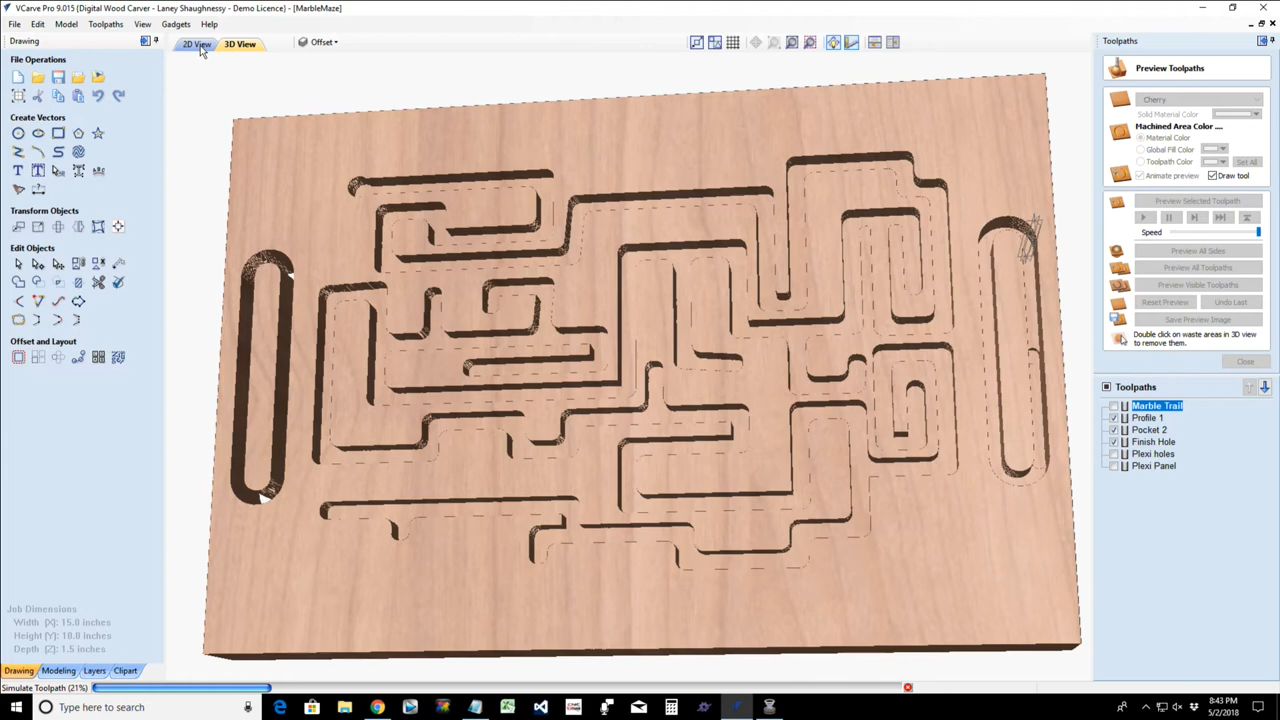 VCarve Pro 9.015 {Digital Wood Carver - Laney Shaughnessy - Demo Licence} - [MarbleMaze]
File Edit Model Toolpaths View Gadgets Help
Drawing
2D View
3D View
Offset
Toolpaths
File Operations
Create Vectors
Transform Objects
Edit Objects
Offset and Layout
Job Dimensions
Width (X): 15.0 inches
Height (Y): 10.0 inches
Depth (Z): 1.5 inches
Drawing Modeling Layers Clipart
Simulate Toolpath (21%)
Preview Toolpaths
Cherry
Solid Material Color
Machined Area Color ....
Material Color
Global Fill Color
Toolpath Color
Set All
Animate preview
Draw tool
Preview Selected Toolpath
Speed
Preview All Sides
Preview All Toolpaths
Preview Visible Toolpaths
Reset Preview
Undo Last
Save Preview Image
Double click on waste areas in 3D view
to remove them.
Close
Toolpaths
Marble Trail
Profile 1
Pocket 2
Finish Hole
Plexi holes
Plexi Panel
Type here to search
8:43 PM
5/2/2018